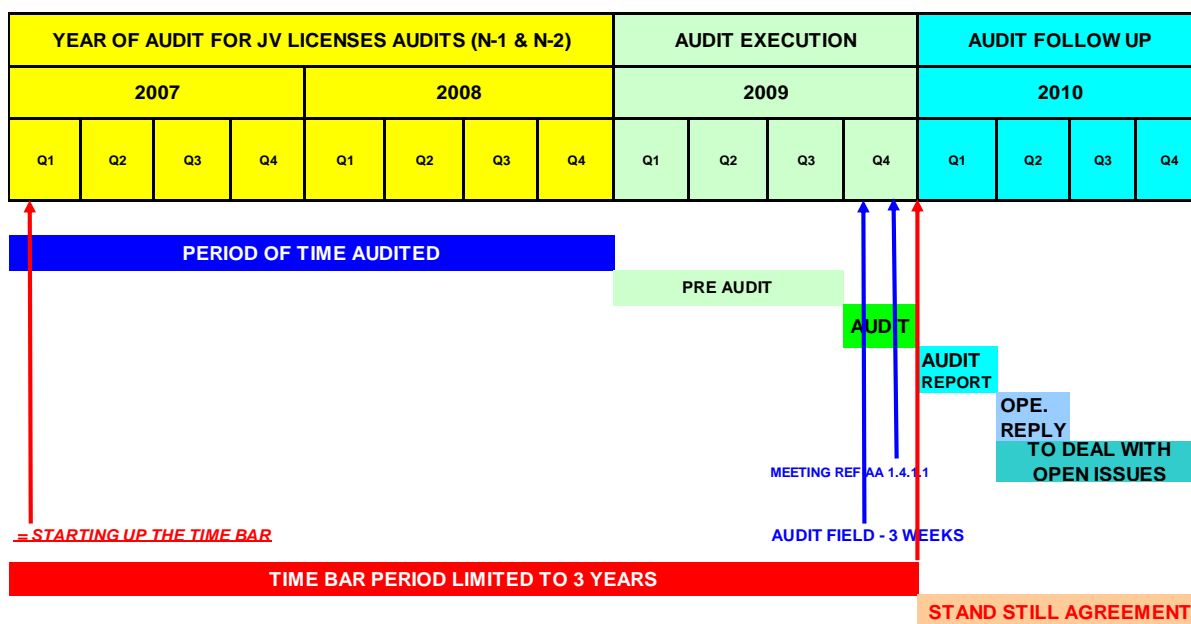 YEAR OF AUDIT FOR JV LICENSES AUDITS (N-1 & N-2)
AUDIT EXECUTION
AUDIT FOLLOW UP
2007
2008
2009
2010
Q1
Q2
Q3
Q4
Q1
Q2
Q3
Q4
Q1
Q2
Q3
Q4
Q1
Q2
Q3
Q4
PERIOD OF TIME AUDITED
PRE AUDIT
AUDIT
AUDIT
REPORT
OPE.
REPLY
TO DEAL WITH
OPEN ISSUES
MEETING REF AA 1.4.1.1
= STARTING UP THE TIME BAR
AUDIT FIELD - 3 WEEKS
TIME BAR PERIOD LIMITED TO 3 YEARS
STAND STILL AGREEMENT